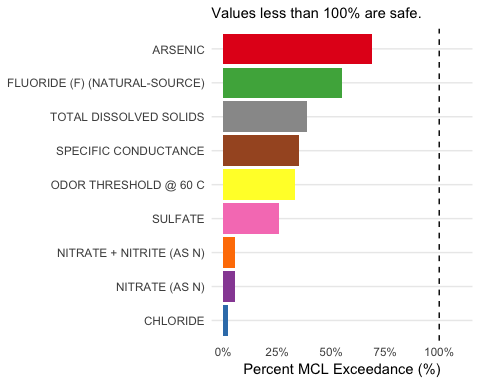 Values less than 100% are safe.
ARSENIC
FLUORIDE (F) (NATURAL-SOURCE)
TOTAL DISSOLVED SOLIDS
SPECIFIC CONDUCTANCE
ODOR THRESHOLD @ 60 C
SULFATE
NITRATE + NITRITE (AS N)
NITRATE (AS N)
CHLORIDE
0% 25% 50% 75% 100%
Percent MCL Exceedance (%)